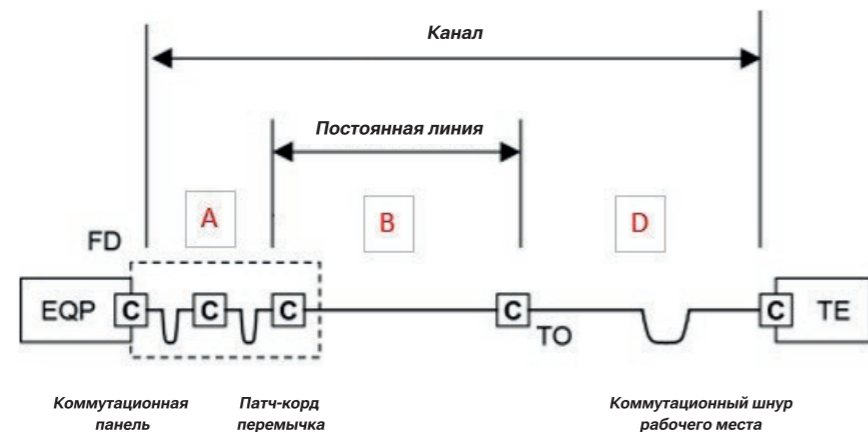 Канал
Постоянная линия
A
B
D
FD
EQP
C
C
C
C
TO
C
TE
Коммутационная
панель
Патч-корд
перемычка
Коммутационный шнур
рабочего места